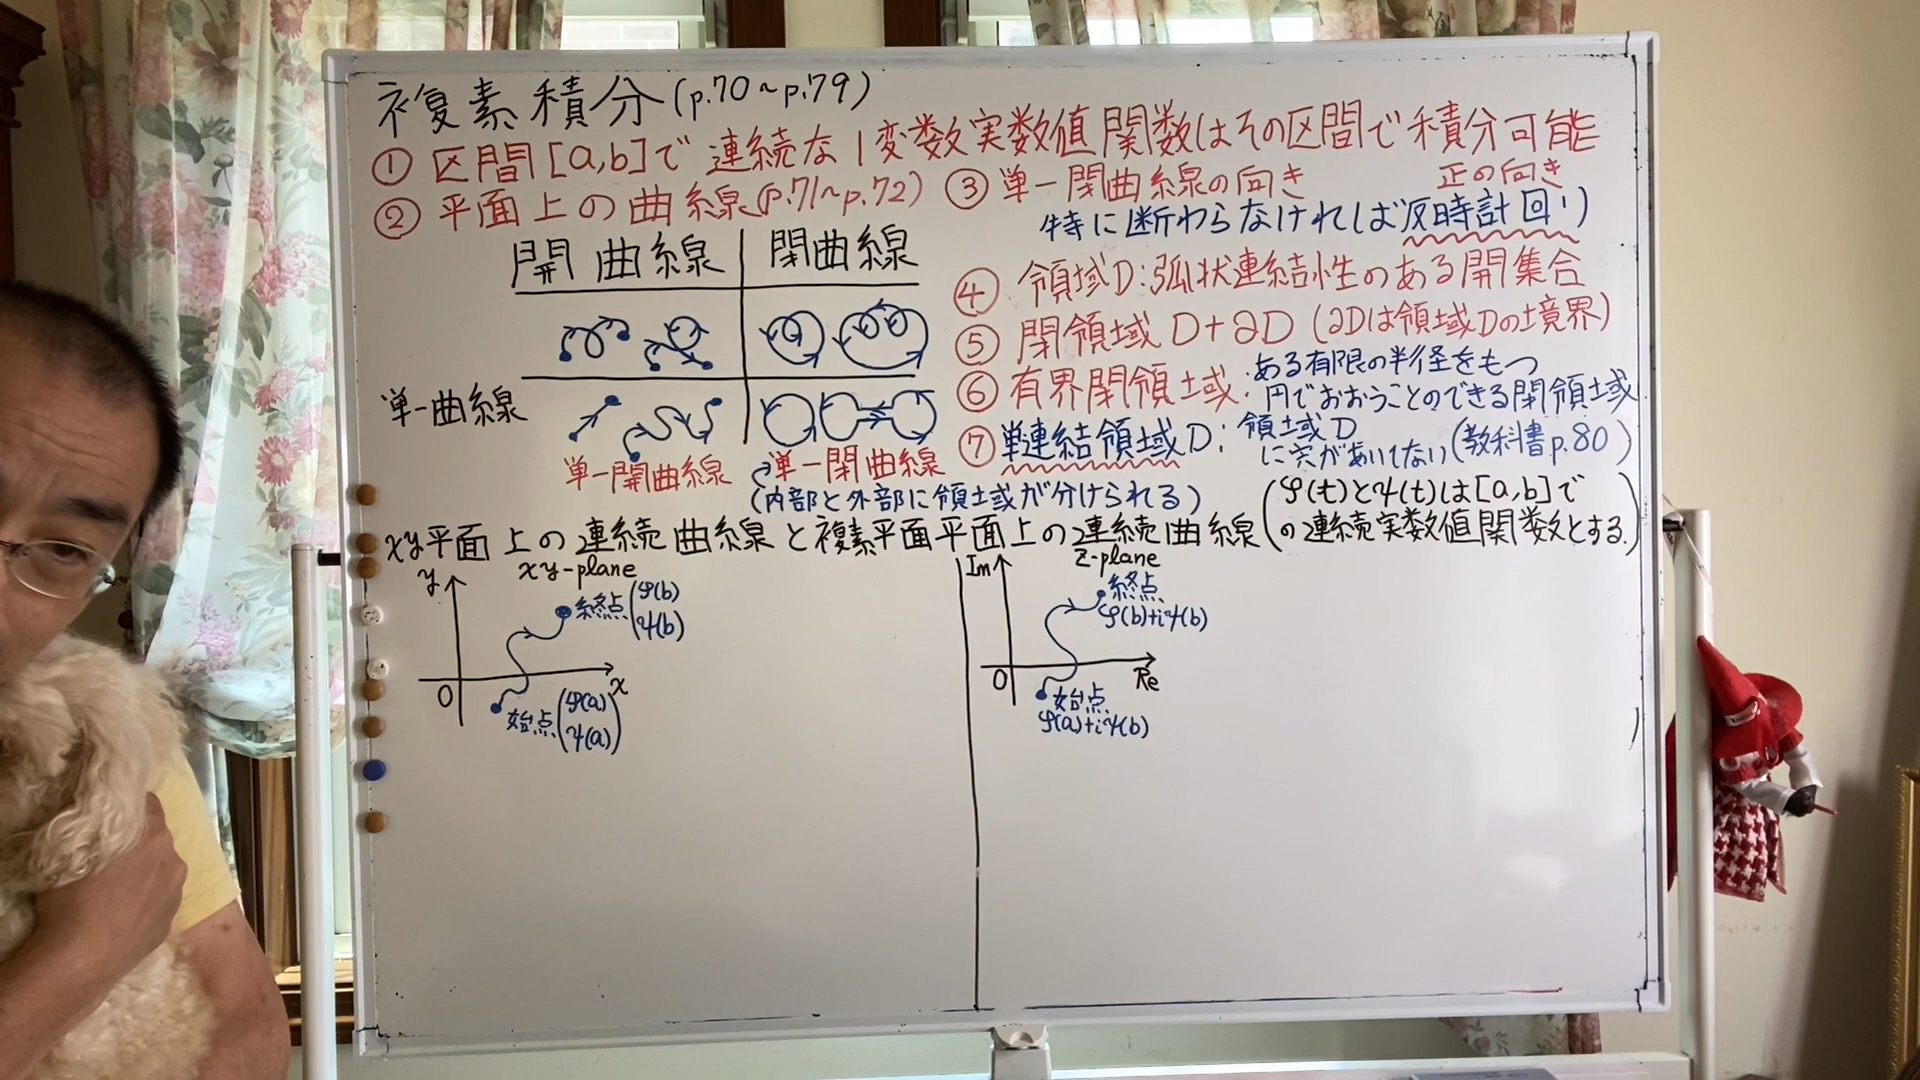 複素積分(p.70～p.79)
① 区間[a,b]で連続な1変数実数値関数はその区間で積分可能
② 平面上の曲線(p.71～p.72)
開曲線 閉曲線
単一曲線
単一開曲線 単一閉曲線
(内部と外部に領域が分けられる)
③ 単一閉曲線の向き 正の向き
特に断わらなければ反時計回り
④ 領域D:弧状連結性のある開集合
⑤ 閉領域 D+∂D (∂Dは領域Dの境界)
⑥ 有界閉領域:ある有限の半径をもつ
円でおおうことのできる閉領域
⑦ 単連結領域D:領域D
に穴があいてない(教科書p.80)
xy平面上の連続曲線と複素平面平面上の連続曲線(φ(t)とψ(t)は[a,b]で
の連続実数値関数とする.)
xy-plane
y
終点(φ(b)
ψ(b)
O
x
始点(φ(a)
ψ(a))
z-plane
Im
終点
φ(b)+iψ(b)
O
Re
始点
φ(a)+iψ(b)